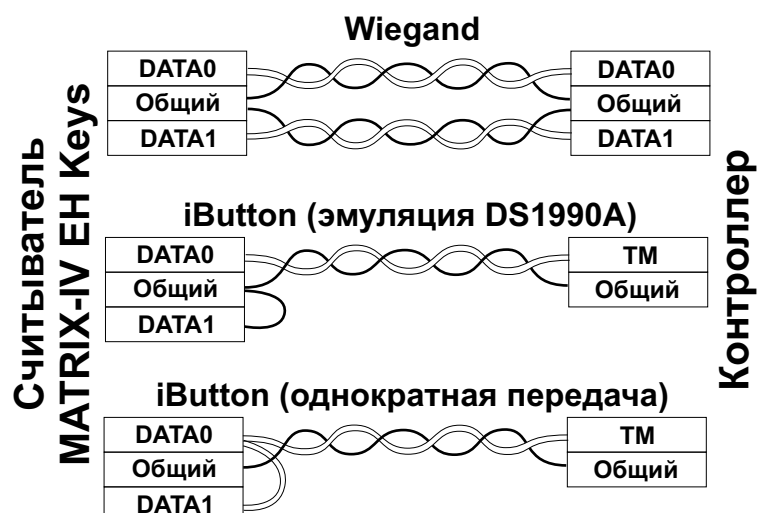 Wiegand
DATA0
Общий
DATA1
DATA0
Общий
DATA1
Считыватель
MATRIX-IV EH Keys
Контроллер
iButton (эмуляция DS1990A)
DATA0
Общий
DATA1
TM
Общий
iButton (однократная передача)
DATA0
Общий
DATA1
TM
Общий